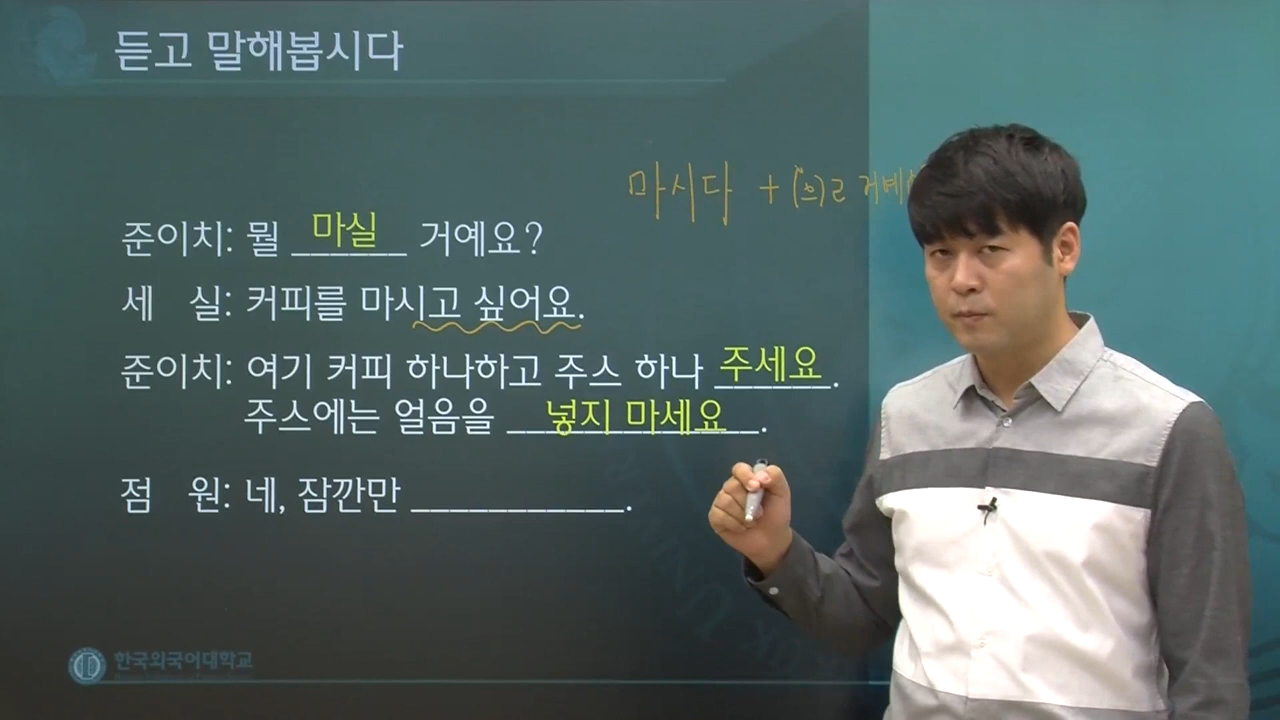 듣고 말해봅시다
마시다 + (으)ㄹ 거예
준이치: 뭘 마실 거예요?
세 실: 커피를 마시고 싶어요.
준이치: 여기 커피 하나하고 주스 하나 주세요.
주스에는 얼음을 넣지 마세요.
점 원: 네, 잠깐만 ___________.
한국외국어대학교